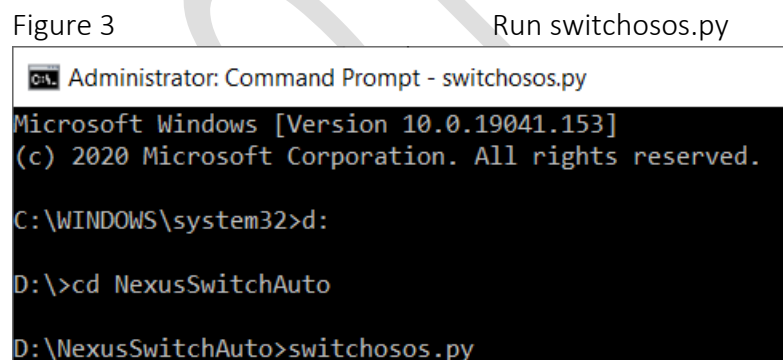 Figure 3 Run switchosos.py
Administrator: Command Prompt - switchosos.py
Microsoft Windows [Version 10.0.19041.153]
(c) 2020 Microsoft Corporation. All rights reserved.
C:\WINDOWS\system32>d:
D:\>cd NexusSwitchAuto
D:\NexusSwitchAuto>switchosos.py